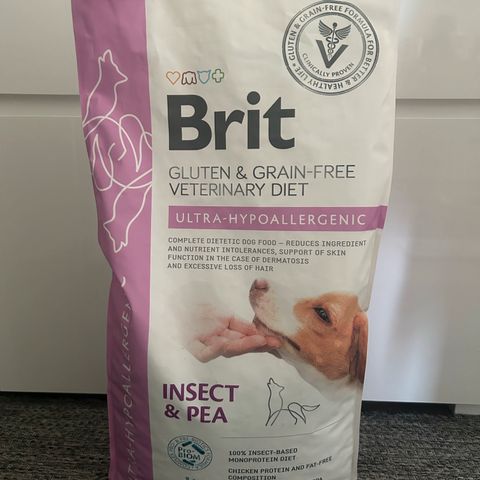 GLUTEN & GRAIN-FREE FORMULA FOR BETTER & HEALTHY LIFE
CLINICALLY PROVEN
Brit
GLUTEN & GRAIN-FREE
VETERINARY DIET
ULTRA-HYPOALLERGENIC
COMPLETE DIETETIC DOG FOOD – REDUCES INGREDIENT
AND NUTRIENT INTOLERANCES, SUPPORT OF SKIN
FUNCTION IN THE CASE OF DERMATOSIS
AND EXCESSIVE LOSS OF HAIR
INSECT
& PEA
Pro-
BIOM
100% INSECT-BASED
MONOPROTEIN DIET
CHICKEN PROTEIN AND FAT-FREE
COMPOSITION